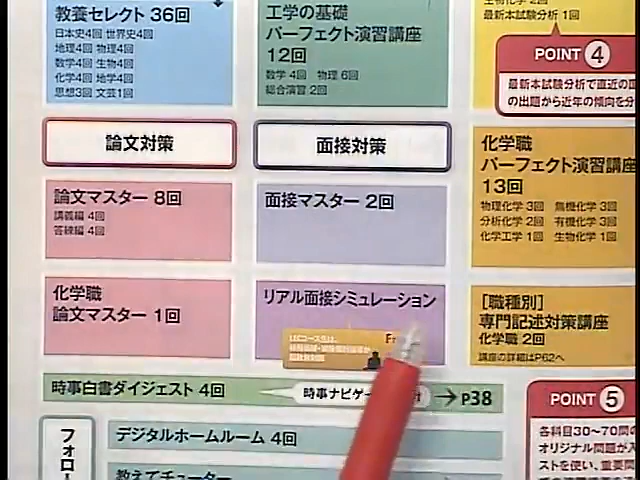 教養セレクト 36回
日本史4回 世界史4回
地理4回 物理4回
数学4回 生物4回
化学4回 地学4回
思想3回 文芸1回
工学の基礎
パーフェクト演習講座
12回
数学 4回 物理 6回
総合演習 2回
最新本試験分析 1回
POINT 4
最新本試験分析で直近の
の出題から近年の傾向を分
論文対策
面接対策
化学職
パーフェクト演習講座
13回
物理化学 3回 無機化学 3回
分析化学 2回 有機化学 3回
化学工学 1回 生物化学 1回
論文マスター 8回
講義編 4回
答練編 4回
面接マスター 2回
化学職
論文マスター 1回
リアル面接シミュレーション
[職種別]
専門記述対策講座
化学職 2回
講座の詳細はP62へ
時事白書ダイジェスト 4回
時事ナビゲー
→P38
POINT 5
各科目30〜70問
オリジナル問題が
ストを使い、重要
フォロー
デジタルホームルーム 4回
教えてチューター